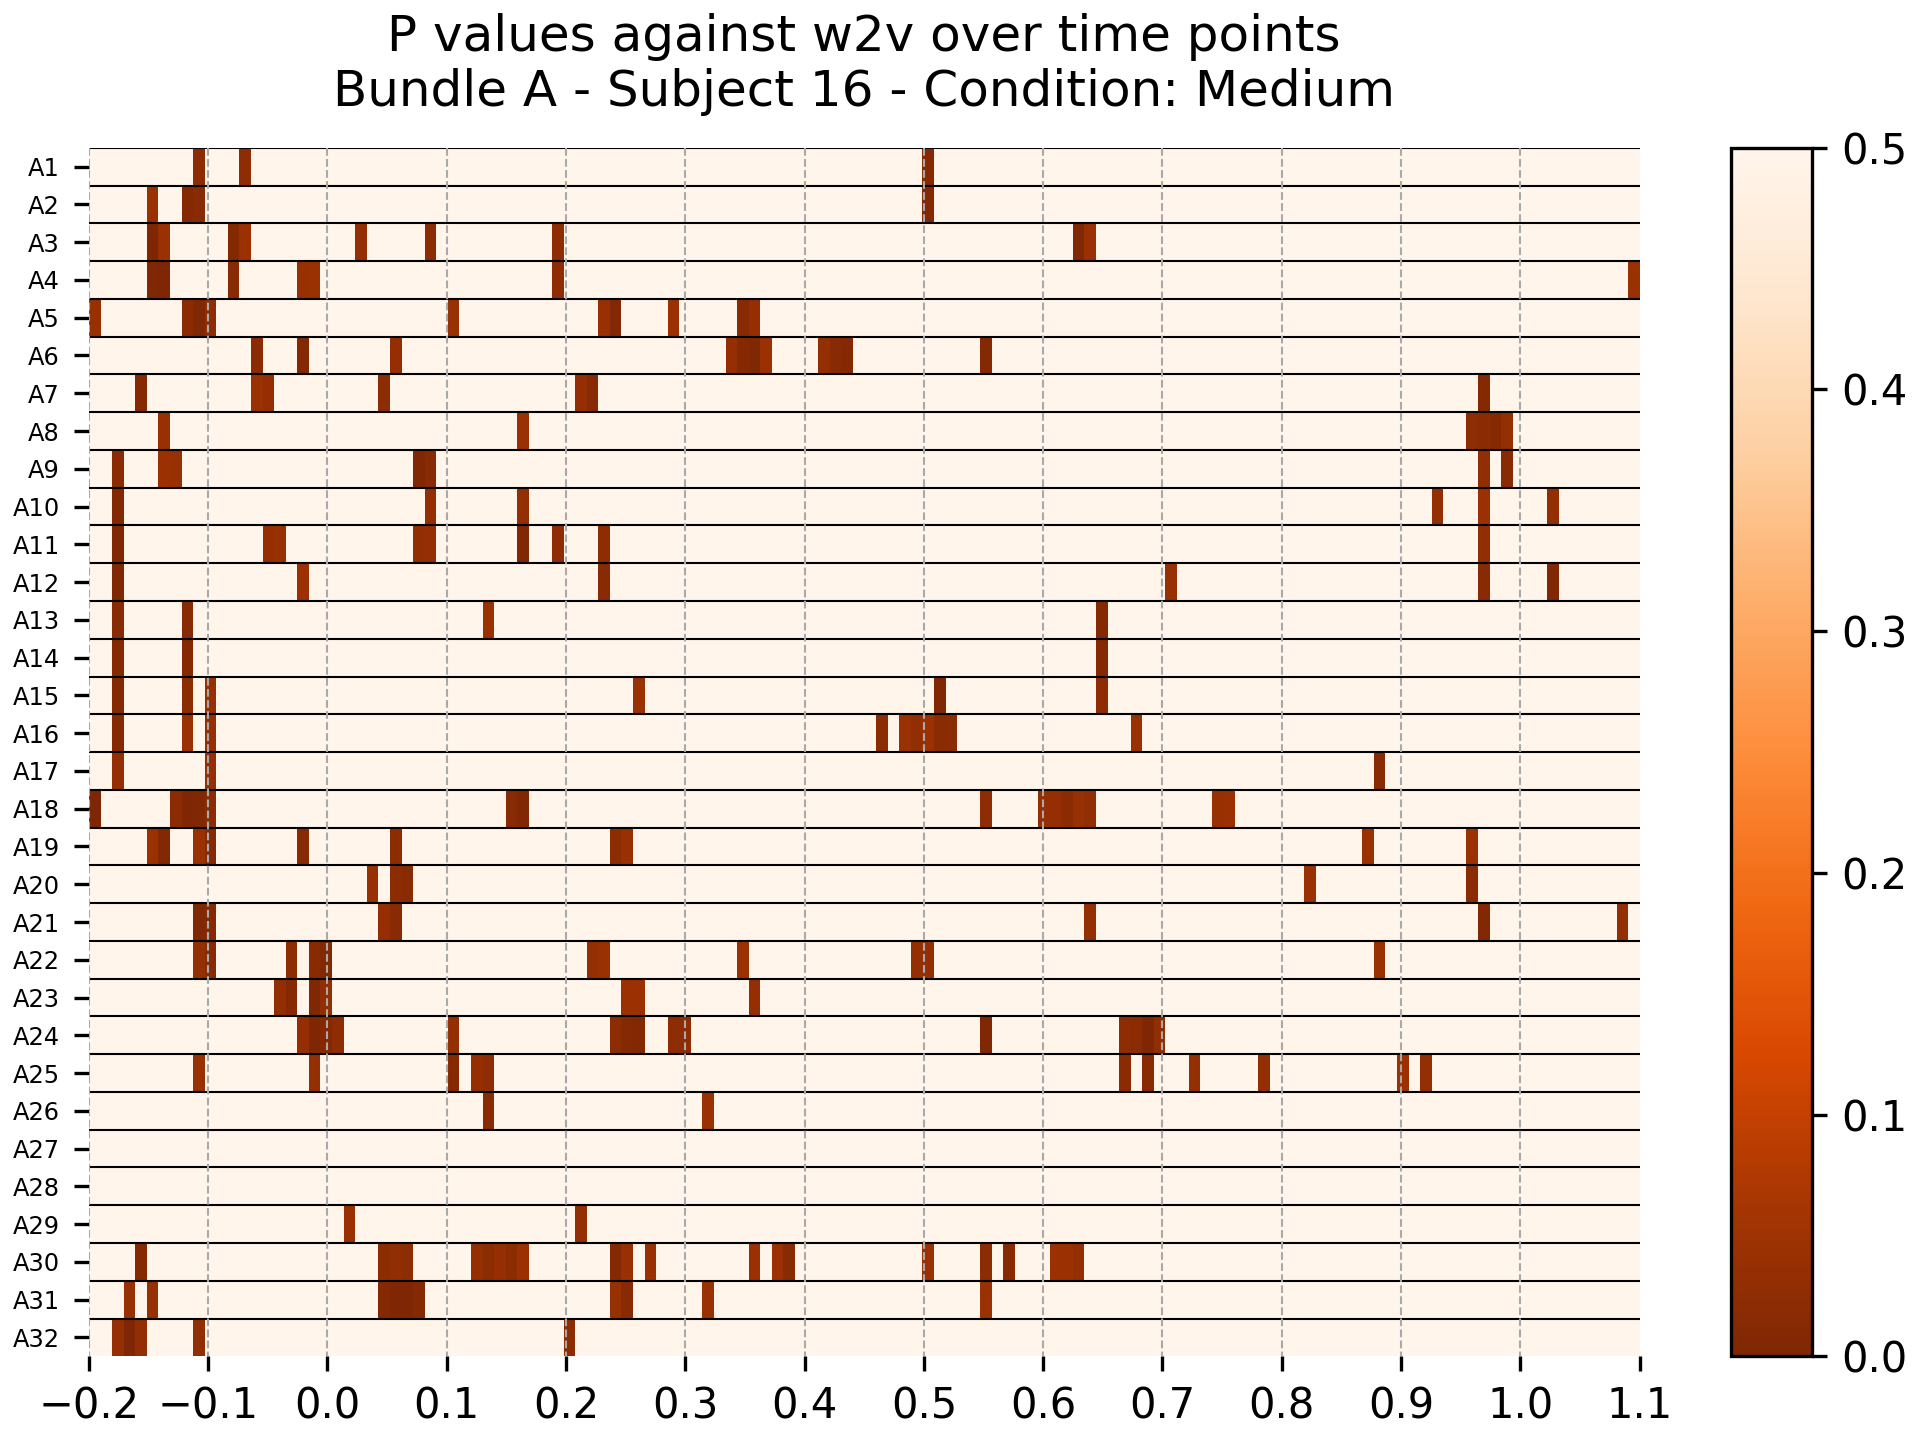 P values against w2v over time points
Bundle A - Subject 16 - Condition: Medium
A1
A2
A3
A4
A5
A6
A7
A8
A9
A10
A11
A12
A13
A14
A15
A16
A17
A18
A19
A20
A21
A22
A23
A24
A25
A26
A27
A28
A29
A30
A31
A32
−0.2 −0.1 0.0 0.1 0.2 0.3 0.4 0.5 0.6 0.7 0.8 0.9 1.0 1.1
0.5
0.4
0.3
0.2
0.1
0.0